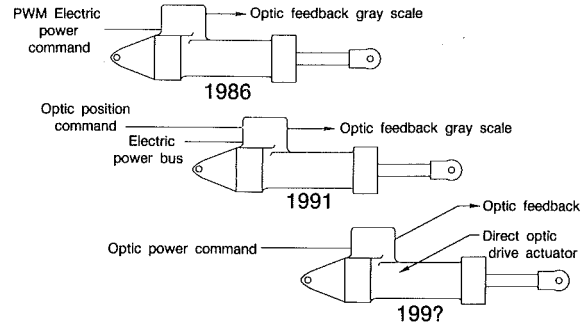 PWM Electric
power
command
Optic feedback gray scale
1986
Optic position
command
Electric
power bus
Optic feedback gray scale
1991
Optic feedback
Optic power command
Direct optic
drive actuator
199?